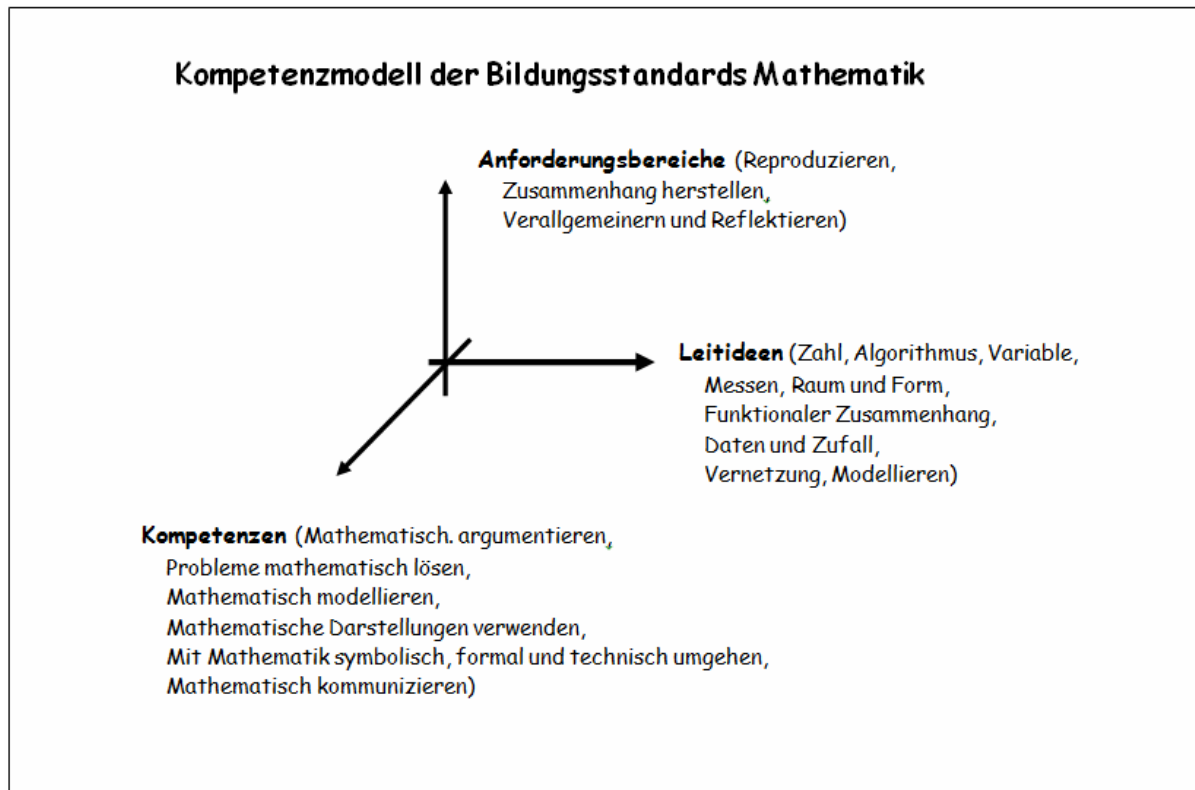 Kompetenzmodell der Bildungsstandards Mathematik
Anforderungsbereiche (Reproduzieren,
Zusammenhang herstellen,
Verallgemeinern und Reflektieren)
Leitideen (Zahl, Algorithmus, Variable,
Messen, Raum und Form,
Funktionaler Zusammenhang,
Daten und Zufall,
Vernetzung, Modellieren)
Kompetenzen (Mathematisch. argumentieren,
Probleme mathematisch lösen,
Mathematisch modellieren,
Mathematische Darstellungen verwenden,
Mit Mathematik symbolisch, formal und technisch umgehen,
Mathematisch kommunizieren)